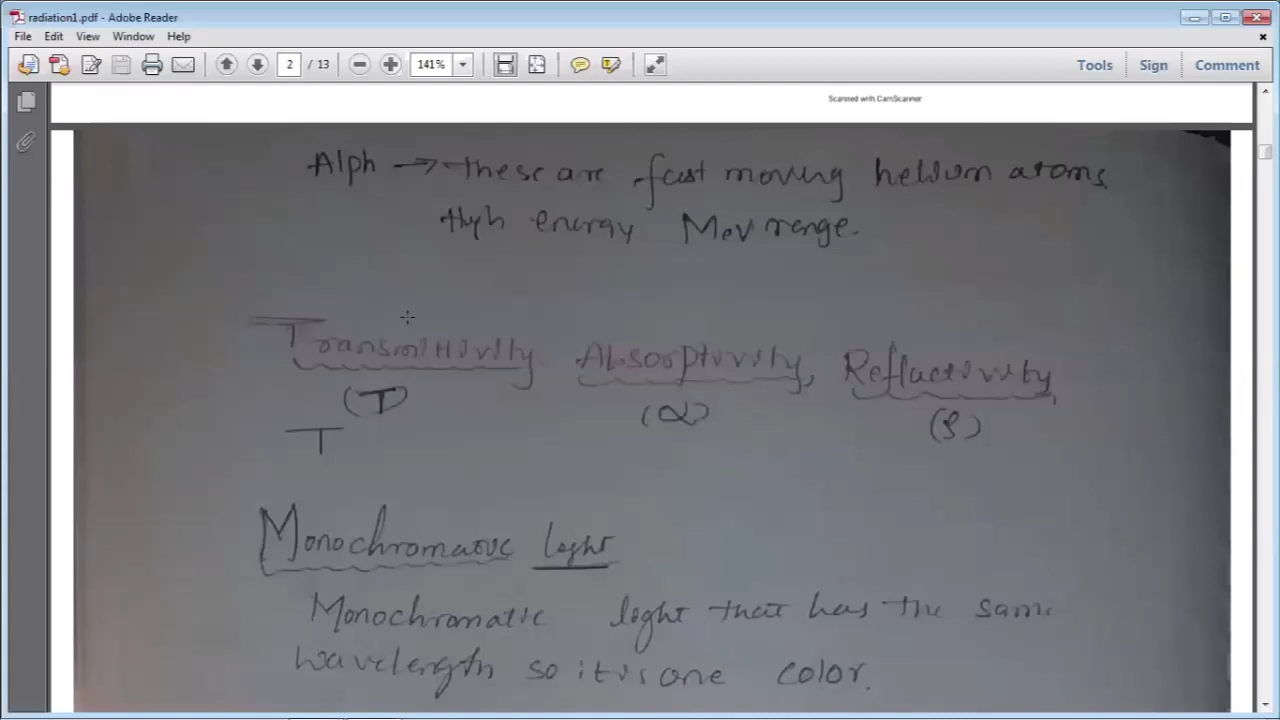 radiation1.pdf - Adobe Reader
File Edit View Window Help
2 / 13 141% Tools Sign Comment
Scanned with CamScanner
Alph → these are fast moving helium atoms
High energy MeV range.
Transmitivity. Absorptivity, Reflectivity,
(T) (α) (ρ)
T
Monochromatic light
Monochromatic light that has the same
wavelength so it is one color.